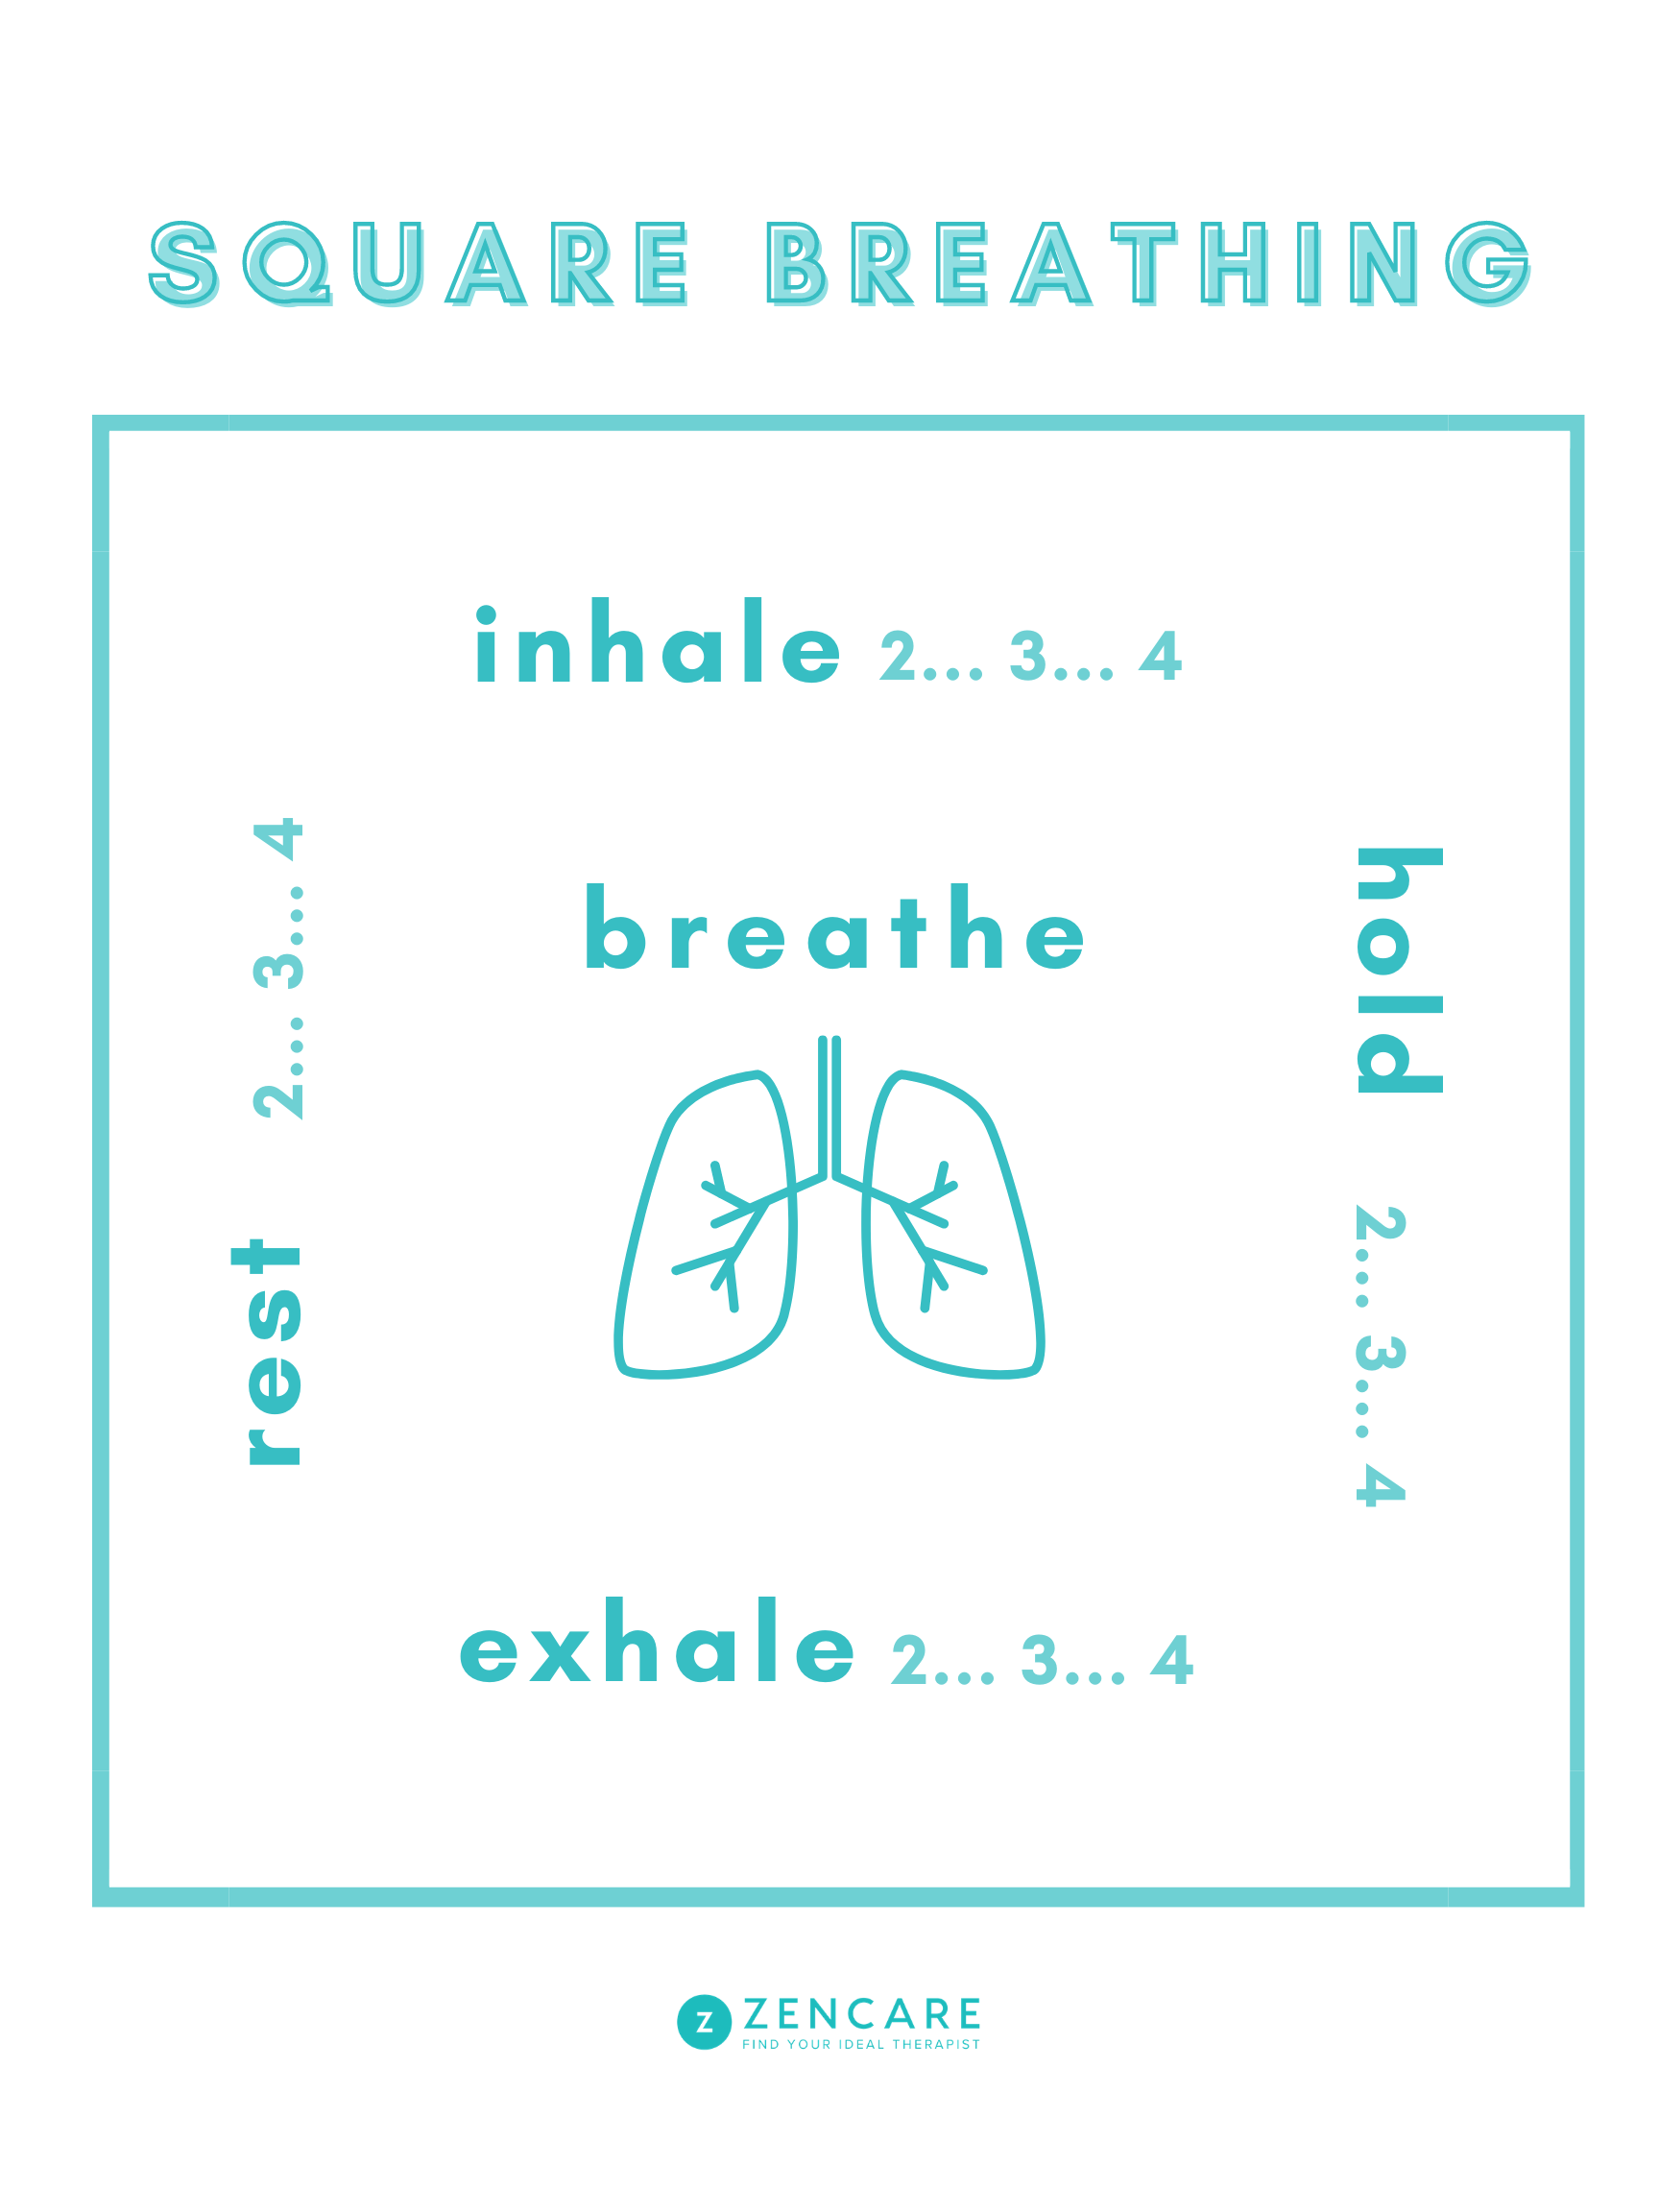 SQUARE BREATHING
inhale 2... 3... 4
hold 2... 3... 4
exhale 2... 3... 4
rest 2... 3... 4
breathe
Z
ZENCARE
FIND YOUR IDEAL THERAPIST